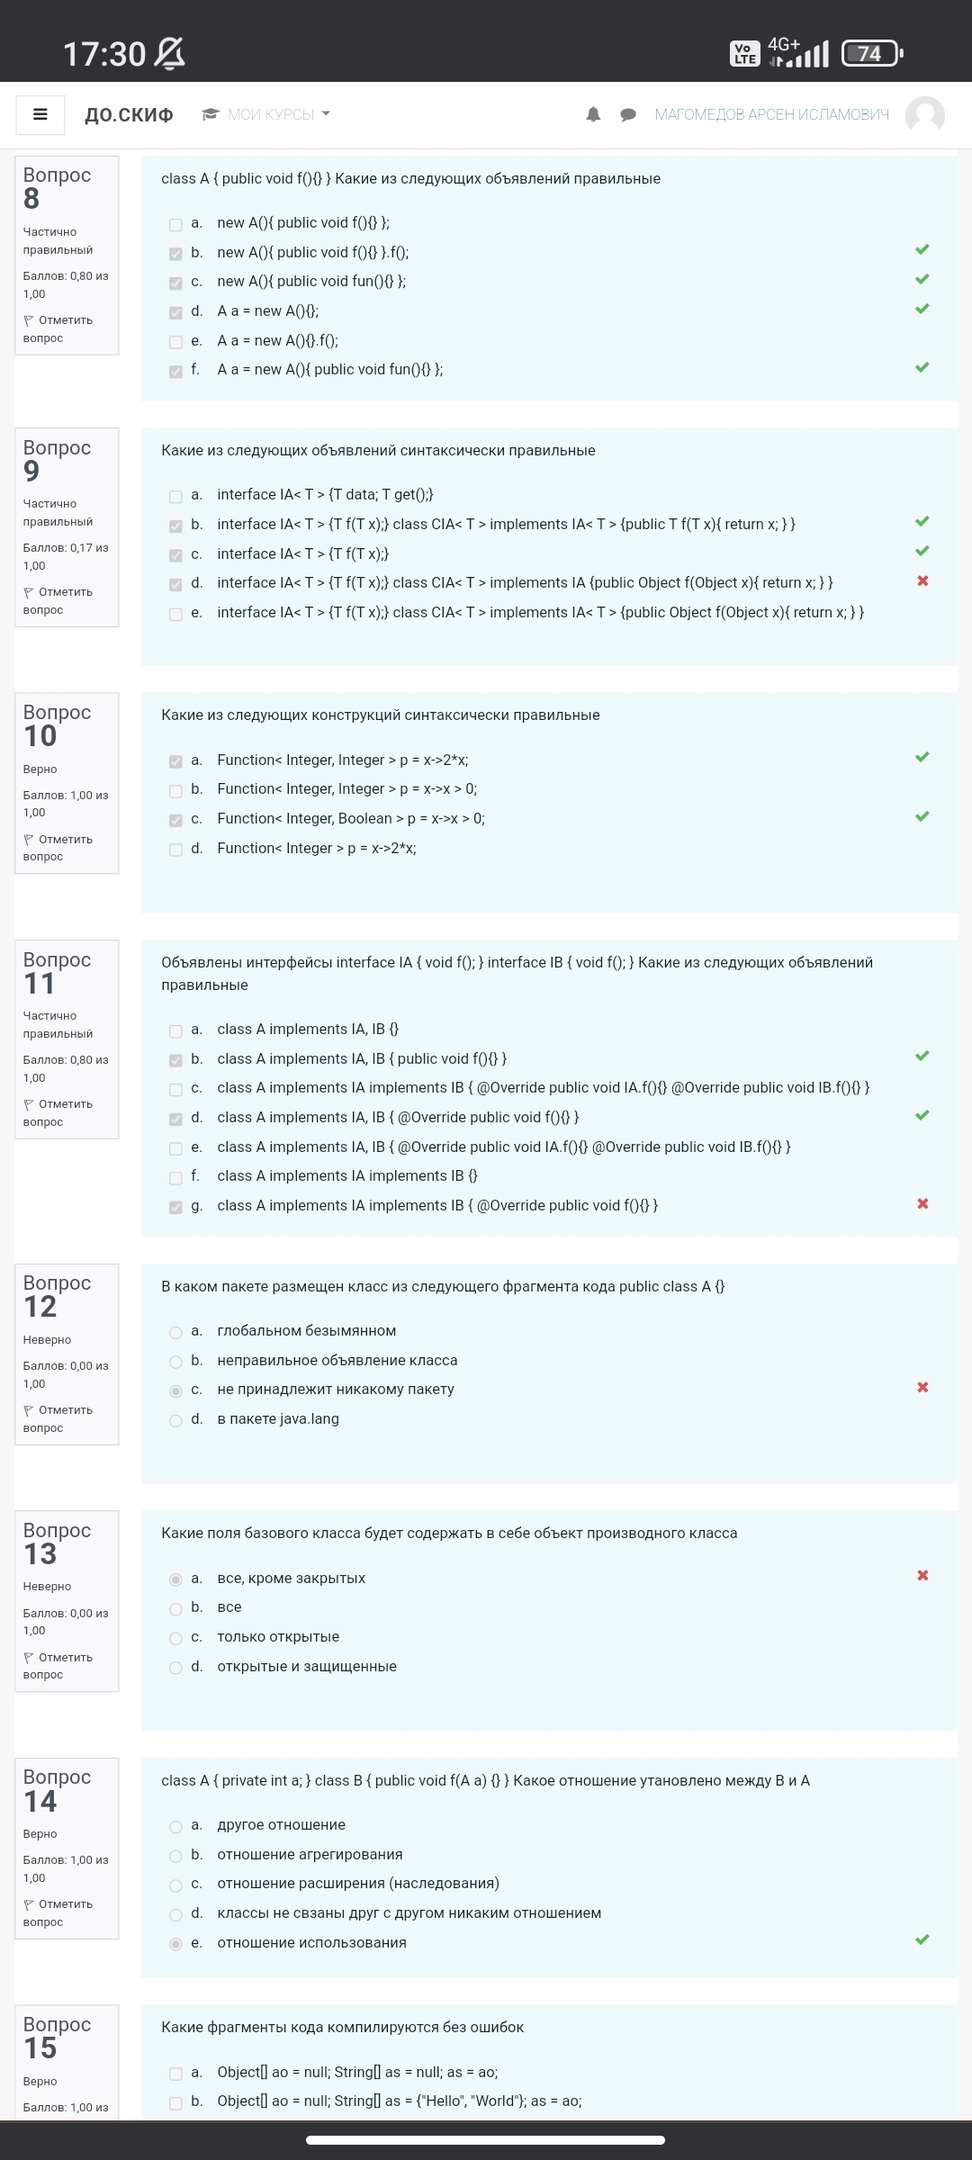 17:30
Vo LTE 4G+ 74
ДО.СКИФ МОИ КУРСЫ МАГОМЕДОВ АРСЕН ИСЛАМОВИЧ
Вопрос
8
Частично
правильный
Баллов: 0,80 из
1,00
Отметить
вопрос
class A { public void f(){} } Какие из следующих объявлений правильные
a. new A(){ public void f(){} };
b. new A(){ public void f(){} }.f();
c. new A(){ public void fun(){} };
d. A a = new A(){};
e. A a = new A(){}.f();
f. A a = new A(){ public void fun(){} };
Вопрос
9
Частично
правильный
Баллов: 0,17 из
1,00
Отметить
вопрос
Какие из следующих объявлений синтаксически правильные
a. interface IA< T > {T data; T get();}
b. interface IA< T > {T f(T x);} class CIA< T > implements IA< T > {public T f(T x){ return x; } }
c. interface IA< T > {T f(T x);}
d. interface IA< T > {T f(T x);} class CIA< T > implements IA {public Object f(Object x){ return x; } }
e. interface IA< T > {T f(T x);} class CIA< T > implements IA< T > {public Object f(Object x){ return x; } }
Вопрос
10
Верно
Баллов: 1,00 из
1,00
Отметить
вопрос
Какие из следующих конструкций синтаксически правильные
a. Function< Integer, Integer > p = x->2*x;
b. Function< Integer, Integer > p = x->x > 0;
c. Function< Integer, Boolean > p = x->x > 0;
d. Function< Integer > p = x->2*x;
Вопрос
11
Частично
правильный
Баллов: 0,80 из
1,00
Отметить
вопрос
Объявлены интерфейсы interface IA { void f(); } interface IB { void f(); } Какие из следующих объявлений
правильные
a. class A implements IA, IB {}
b. class A implements IA, IB { public void f(){} }
c. class A implements IA implements IB { @Override public void IA.f(){} @Override public void IB.f(){} }
d. class A implements IA, IB { @Override public void f(){} }
e. class A implements IA, IB { @Override public void IA.f(){} @Override public void IB.f(){} }
f. class A implements IA implements IB {}
g. class A implements IA implements IB { @Override public void f(){} }
Вопрос
12
Неверно
Баллов: 0,00 из
1,00
Отметить
вопрос
В каком пакете размещен класс из следующего фрагмента кода public class A {}
a. глобальном безымянном
b. неправильное объявление класса
c. не принадлежит никакому пакету
d. в пакете java.lang
Вопрос
13
Неверно
Баллов: 0,00 из
1,00
Отметить
вопрос
Какие поля базового класса будет содержать в себе объект производного класса
a. все, кроме закрытых
b. все
c. только открытые
d. открытые и защищенные
Вопрос
14
Верно
Баллов: 1,00 из
1,00
Отметить
вопрос
class A { private int a; } class B { public void f(A a) {} } Какое отношение утановлено между B и A
a. другое отношение
b. отношение агрегирования
c. отношение расширения (наследования)
d. классы не свзаны друг с другом никаким отношением
e. отношение использования
Вопрос
15
Верно
Баллов: 1,00 из
Какие фрагменты кода компилируются без ошибок
a. Object[] ao = null; String[] as = null; as = ao;
b. Object[] ao = null; String[] as = {"Hello", "World"}; as = ao;